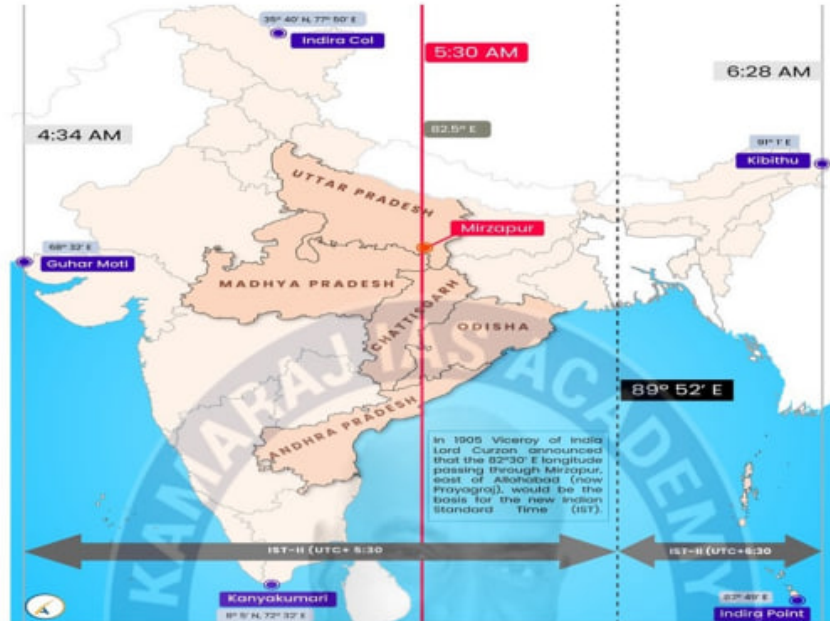 35° 40' N, 77° 50' E
Indira Col
5:30 AM
6:28 AM
4:34 AM
82.5° E
91° 1' E
Kibithu
UTTAR PRADESH
Mirzapur
68° 32' E
Guhar Moti
MADHYA PRADESH
CHATTISGARH
ODISHA
KAMARAJ IAS ACADEMY
89° 52' E
ANDHRA PRADESH
In 1905 Viceroy of India
Lord Curzon announced
that the 82°30' E longitude
passing through Mirzapur,
east of Allahabad (now
Prayagraj), would be the
basis for the new Indian
Standard Time (IST).
IST-II (UTC+ 5:30
IST-II (UTC+6:30
Kanyakumari
8° 5' N, 72° 32' E
Indira Point